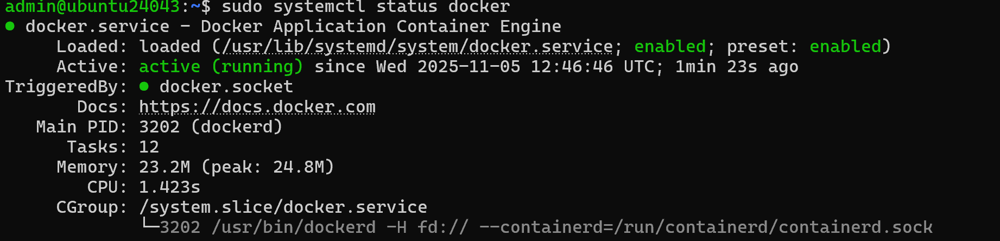 admin@ubuntu24043:~$ sudo systemctl status docker
● docker.service - Docker Application Container Engine
     Loaded: loaded (/usr/lib/systemd/system/docker.service; enabled; preset: enabled)
     Active: active (running) since Wed 2025-11-05 12:46:46 UTC; 1min 23s ago
TriggeredBy: ● docker.socket
       Docs: https://docs.docker.com
   Main PID: 3202 (dockerd)
      Tasks: 12
     Memory: 23.2M (peak: 24.8M)
        CPU: 1.423s
     CGroup: /system.slice/docker.service
             └─3202 /usr/bin/dockerd -H fd:// --containerd=/run/containerd/containerd.sock